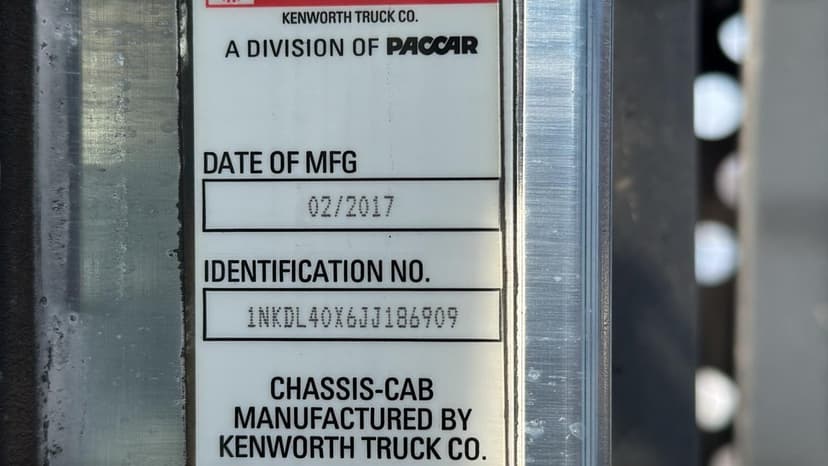 KENWORTH TRUCK CO.
A DIVISION OF PACCAR
DATE OF MFG
02/2017
IDENTIFICATION NO.
1NKDL40X6JJ186909
CHASSIS-CAB
MANUFACTURED BY
KENWORTH TRUCK CO.